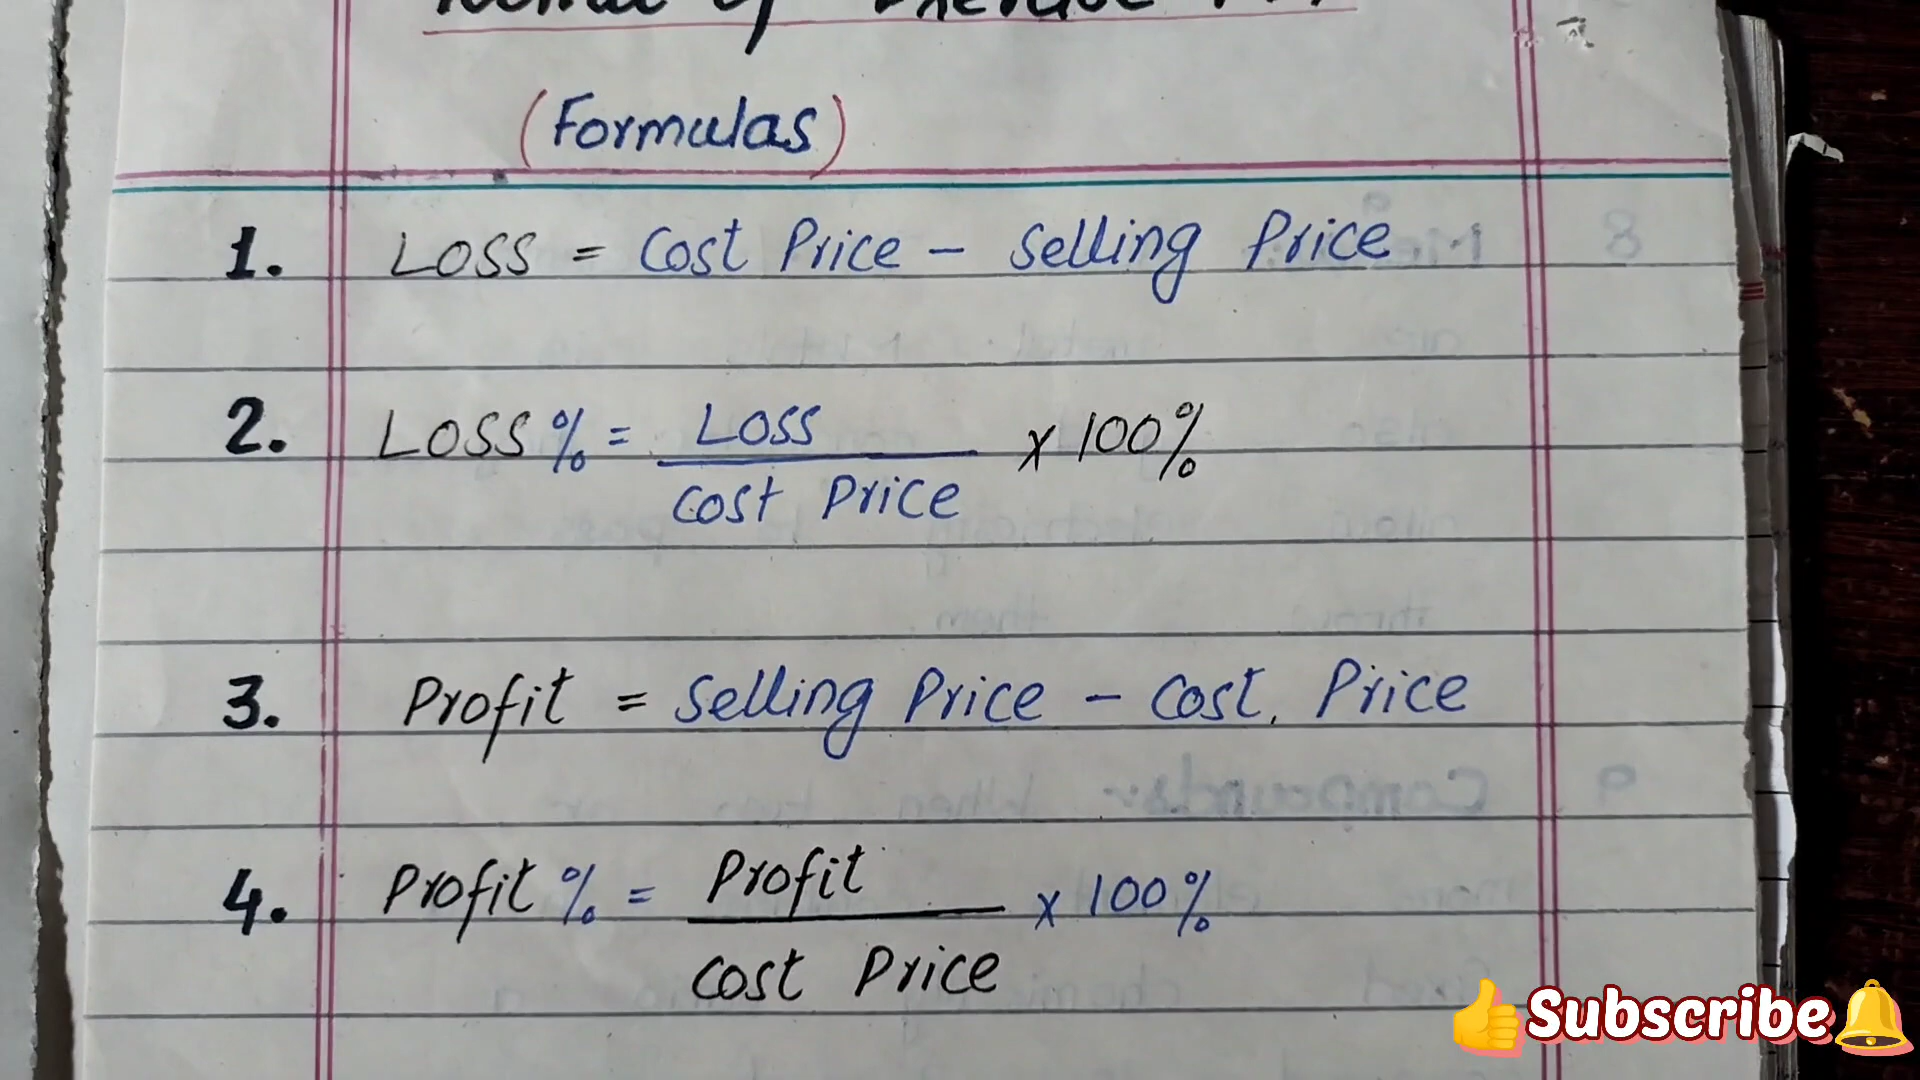 (Formulas)
1. Loss = Cost Price - Selling Price
2. Loss % = Loss
Cost Price
x 100%
3. Profit = Selling Price - Cost. Price
4. Profit % = Profit
Cost Price
x 100%
👍Subscribe🔔